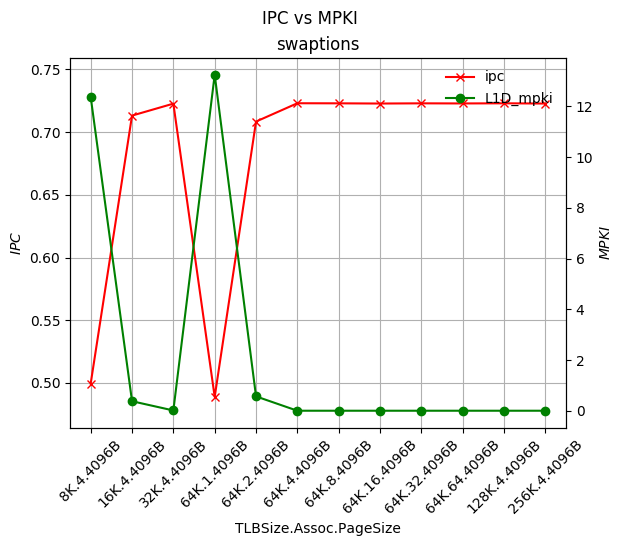 IPC vs MPKI
swaptions
ipc
L1D_mpki
0.75
0.70
0.65
0.60
0.55
0.50
IPC
12
10
8
6
4
2
0
MPKI
8K.4.4096B
16K.4.4096B
32K.4.4096B
64K.1.4096B
64K.2.4096B
64K.4.4096B
64K.8.4096B
64K.16.4096B
64K.32.4096B
64K.64.4096B
128K.4.4096B
256K.4.4096B
TLBSize.Assoc.PageSize